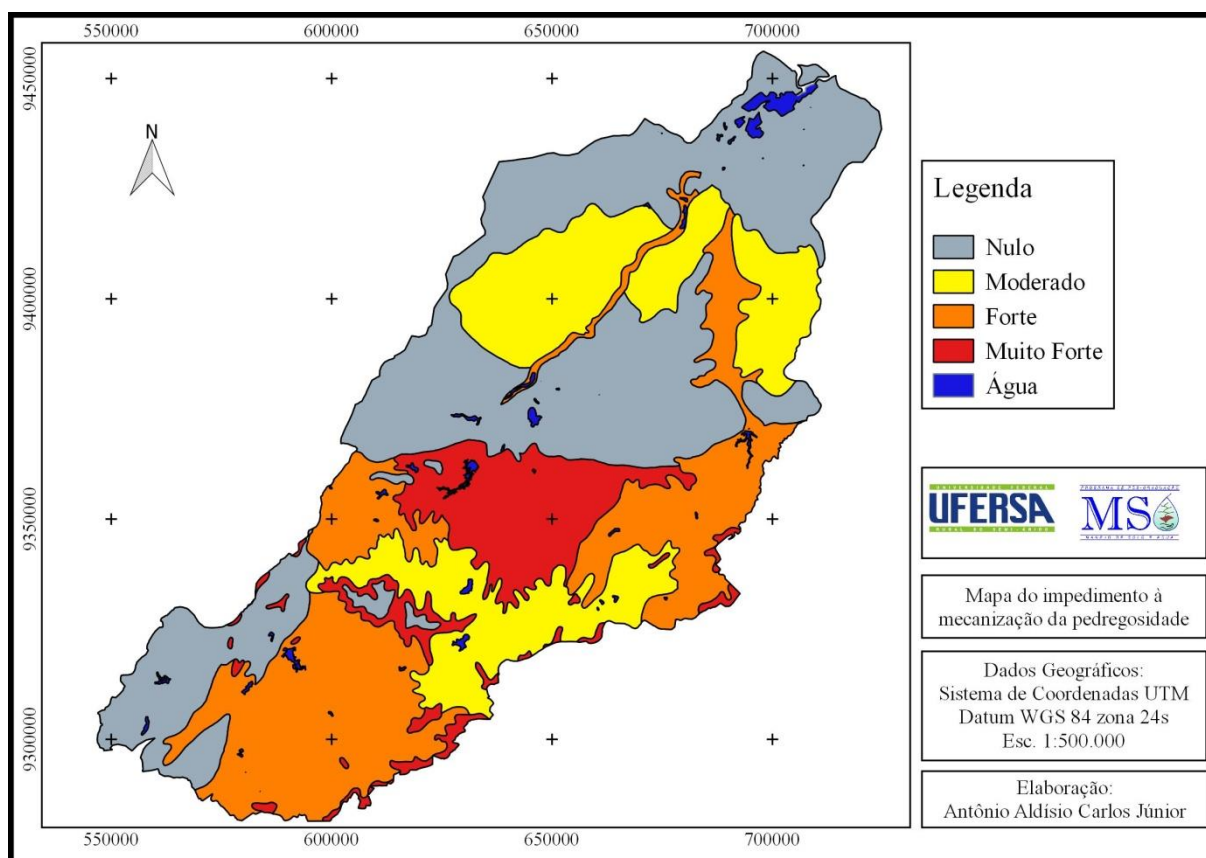 550000 600000 650000 700000
9450000
9400000
9350000
9300000
N
550000 600000 650000 700000
Legenda
Nulo
Moderado
Forte
Muito Forte
Água
UNIVERSIDADE FEDERAL
UFERSA
MS
Mapa do impedimento à
mecanização da pedregosidade
Dados Geográficos:
Sistema de Coordenadas UTM
Datum WGS 84 zona 24s
Esc. 1:500.000
Elaboração:
Antônio Aldísio Carlos Júnior